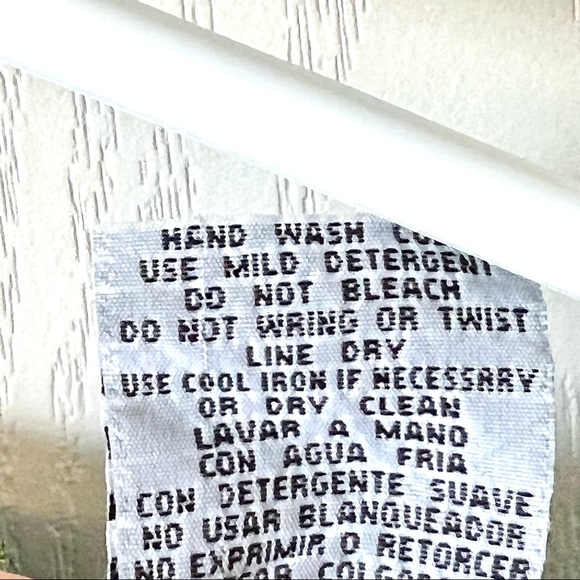 HAND WASH
USE MILD DETERGENT
DO NOT BLEACH
DO NOT WRING OR TWIST
LINE DRY
USE COOL IRON IF NECESSARY
OR DRY CLEAN
LAVAR A MANO
CON AGUA FRIA
CON DETERGENTE SUAVE
NO USAR BLANQUEADOR
NO EXPRIMIR O RETORCER